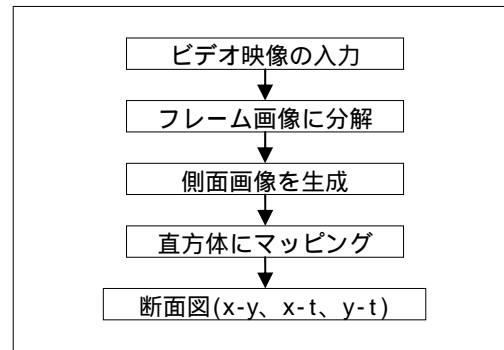 ビデオ映像の入力
フレーム画像に分解
側面画像を生成
直方体にマッピング
断面図(x-y、x-t、y-t)